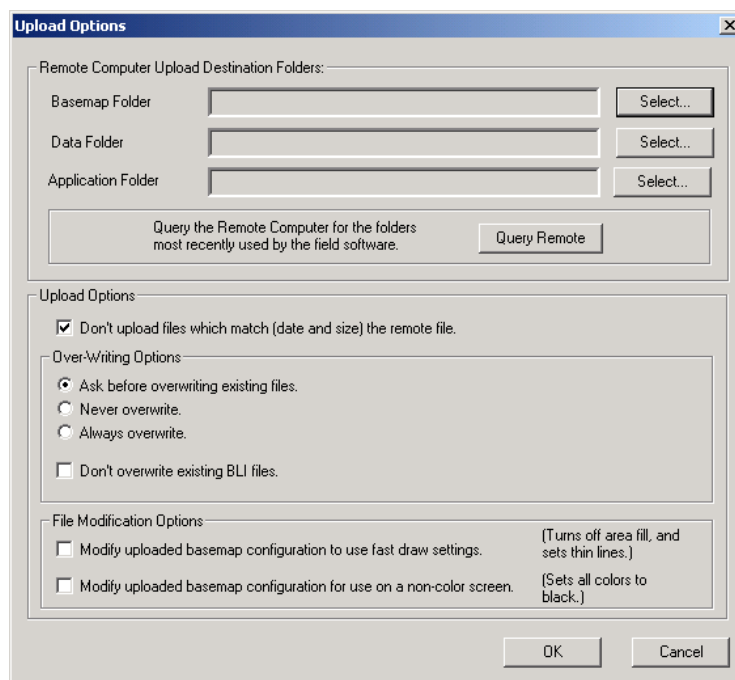 Upload Options
Remote Computer Upload Destination Folders:
Basemap Folder
Select...
Data Folder
Select...
Application Folder
Select...
Query the Remote Computer for the folders
most recently used by the field software.
Query Remote
Upload Options
Don't upload files which match (date and size) the remote file.
Over-Writing Options
Ask before overwriting existing files.
Never overwrite.
Always overwrite.
Don't overwrite existing BLI files.
File Modification Options
Modify uploaded basemap configuration to use fast draw settings.
(Turns off area fill, and
sets thin lines.)
Modify uploaded basemap configuration for use on a non-color screen.
(Sets all colors to
black.)
OK
Cancel